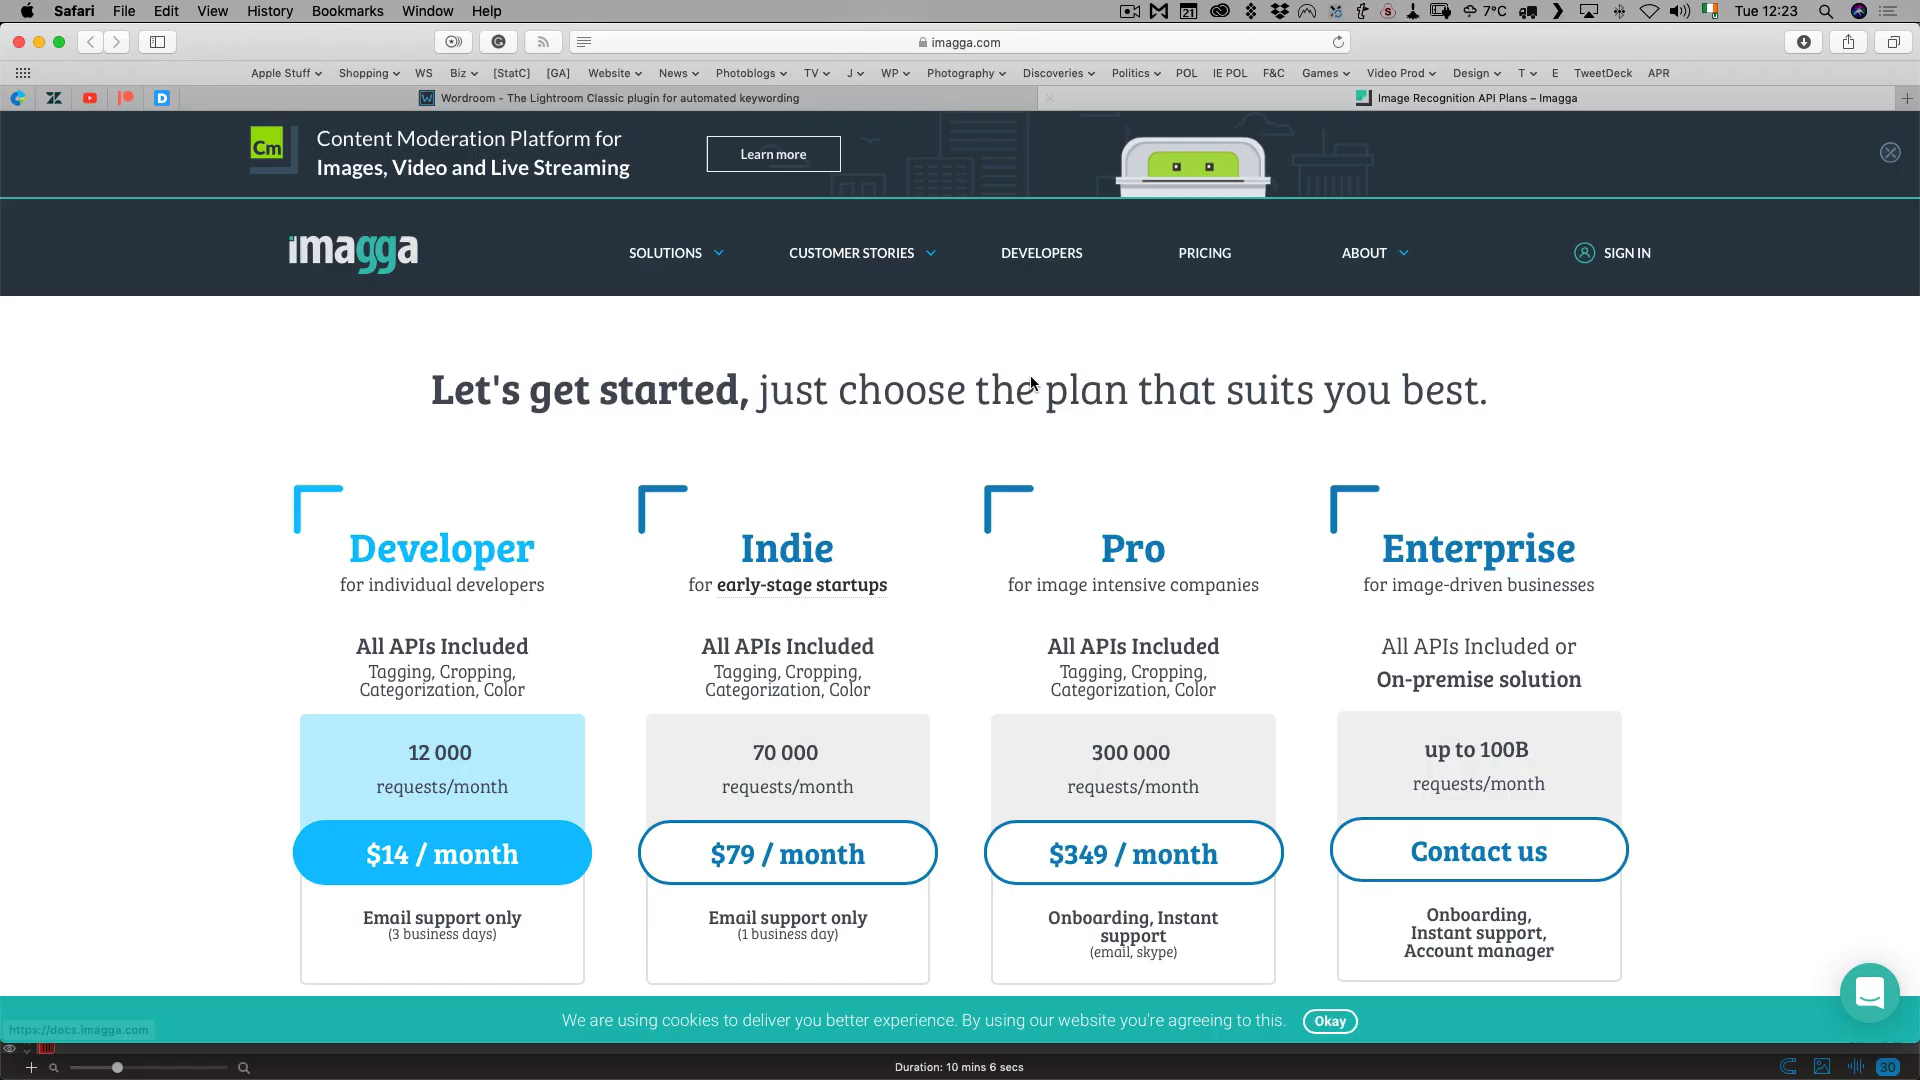 Safari File Edit View History Bookmarks Window Help
21
7°C
Tue 12:23
imagga.com
Apple Stuff Shopping WS Biz [StatC] [GA] Website News Photoblogs TV J WP Photography Discoveries Politics POL IE POL F&C Games Video Prod Design T E TweetDeck APR
D
Wordroom - The Lightroom Classic plugin for automated keywording
Image Recognition API Plans – Imagga
Cm
Content Moderation Platform for
Images, Video and Live Streaming
Learn more
imagga
SOLUTIONS
CUSTOMER STORIES
DEVELOPERS
PRICING
ABOUT
SIGN IN
Let's get started, just choose the plan that suits you best.
Developer
for individual developers
All APIs Included
Tagging, Cropping,
Categorization, Color
12 000
requests/month
$14 / month
Email support only
(3 business days)
Indie
for early-stage startups
All APIs Included
Tagging, Cropping,
Categorization, Color
70 000
requests/month
$79 / month
Email support only
(1 business day)
Pro
for image intensive companies
All APIs Included
Tagging, Cropping,
Categorization, Color
300 000
requests/month
$349 / month
Onboarding, Instant
support
(email, skype)
Enterprise
for image-driven businesses
All APIs Included or
On-premise solution
up to 100B
requests/month
Contact us
Onboarding,
Instant support,
Account manager
We are using cookies to deliver you better experience. By using our website you're agreeing to this.
Okay
https://docs.imagga.com
Duration: 10 mins 6 secs
30